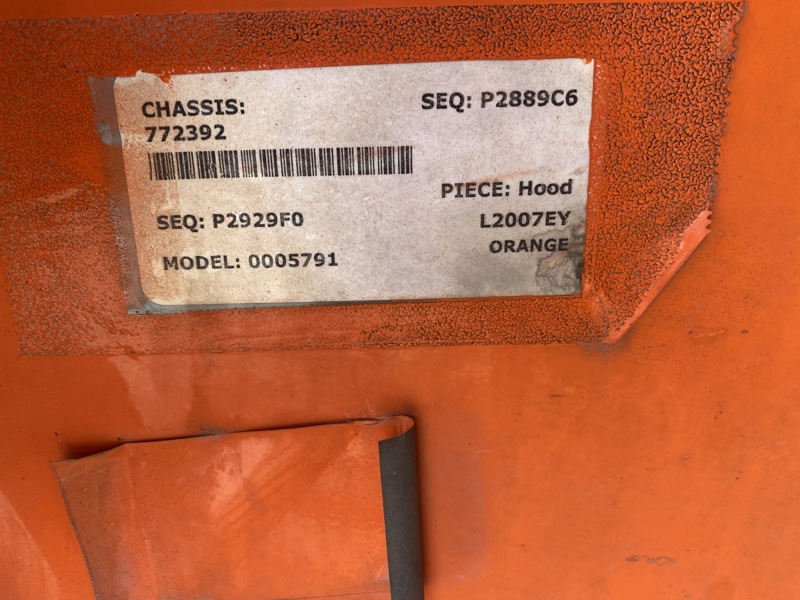 CHASSIS:
772392
SEQ: P2889C6
PIECE: Hood
SEQ: P2929F0
L2007EY
ORANGE
MODEL: 0005791